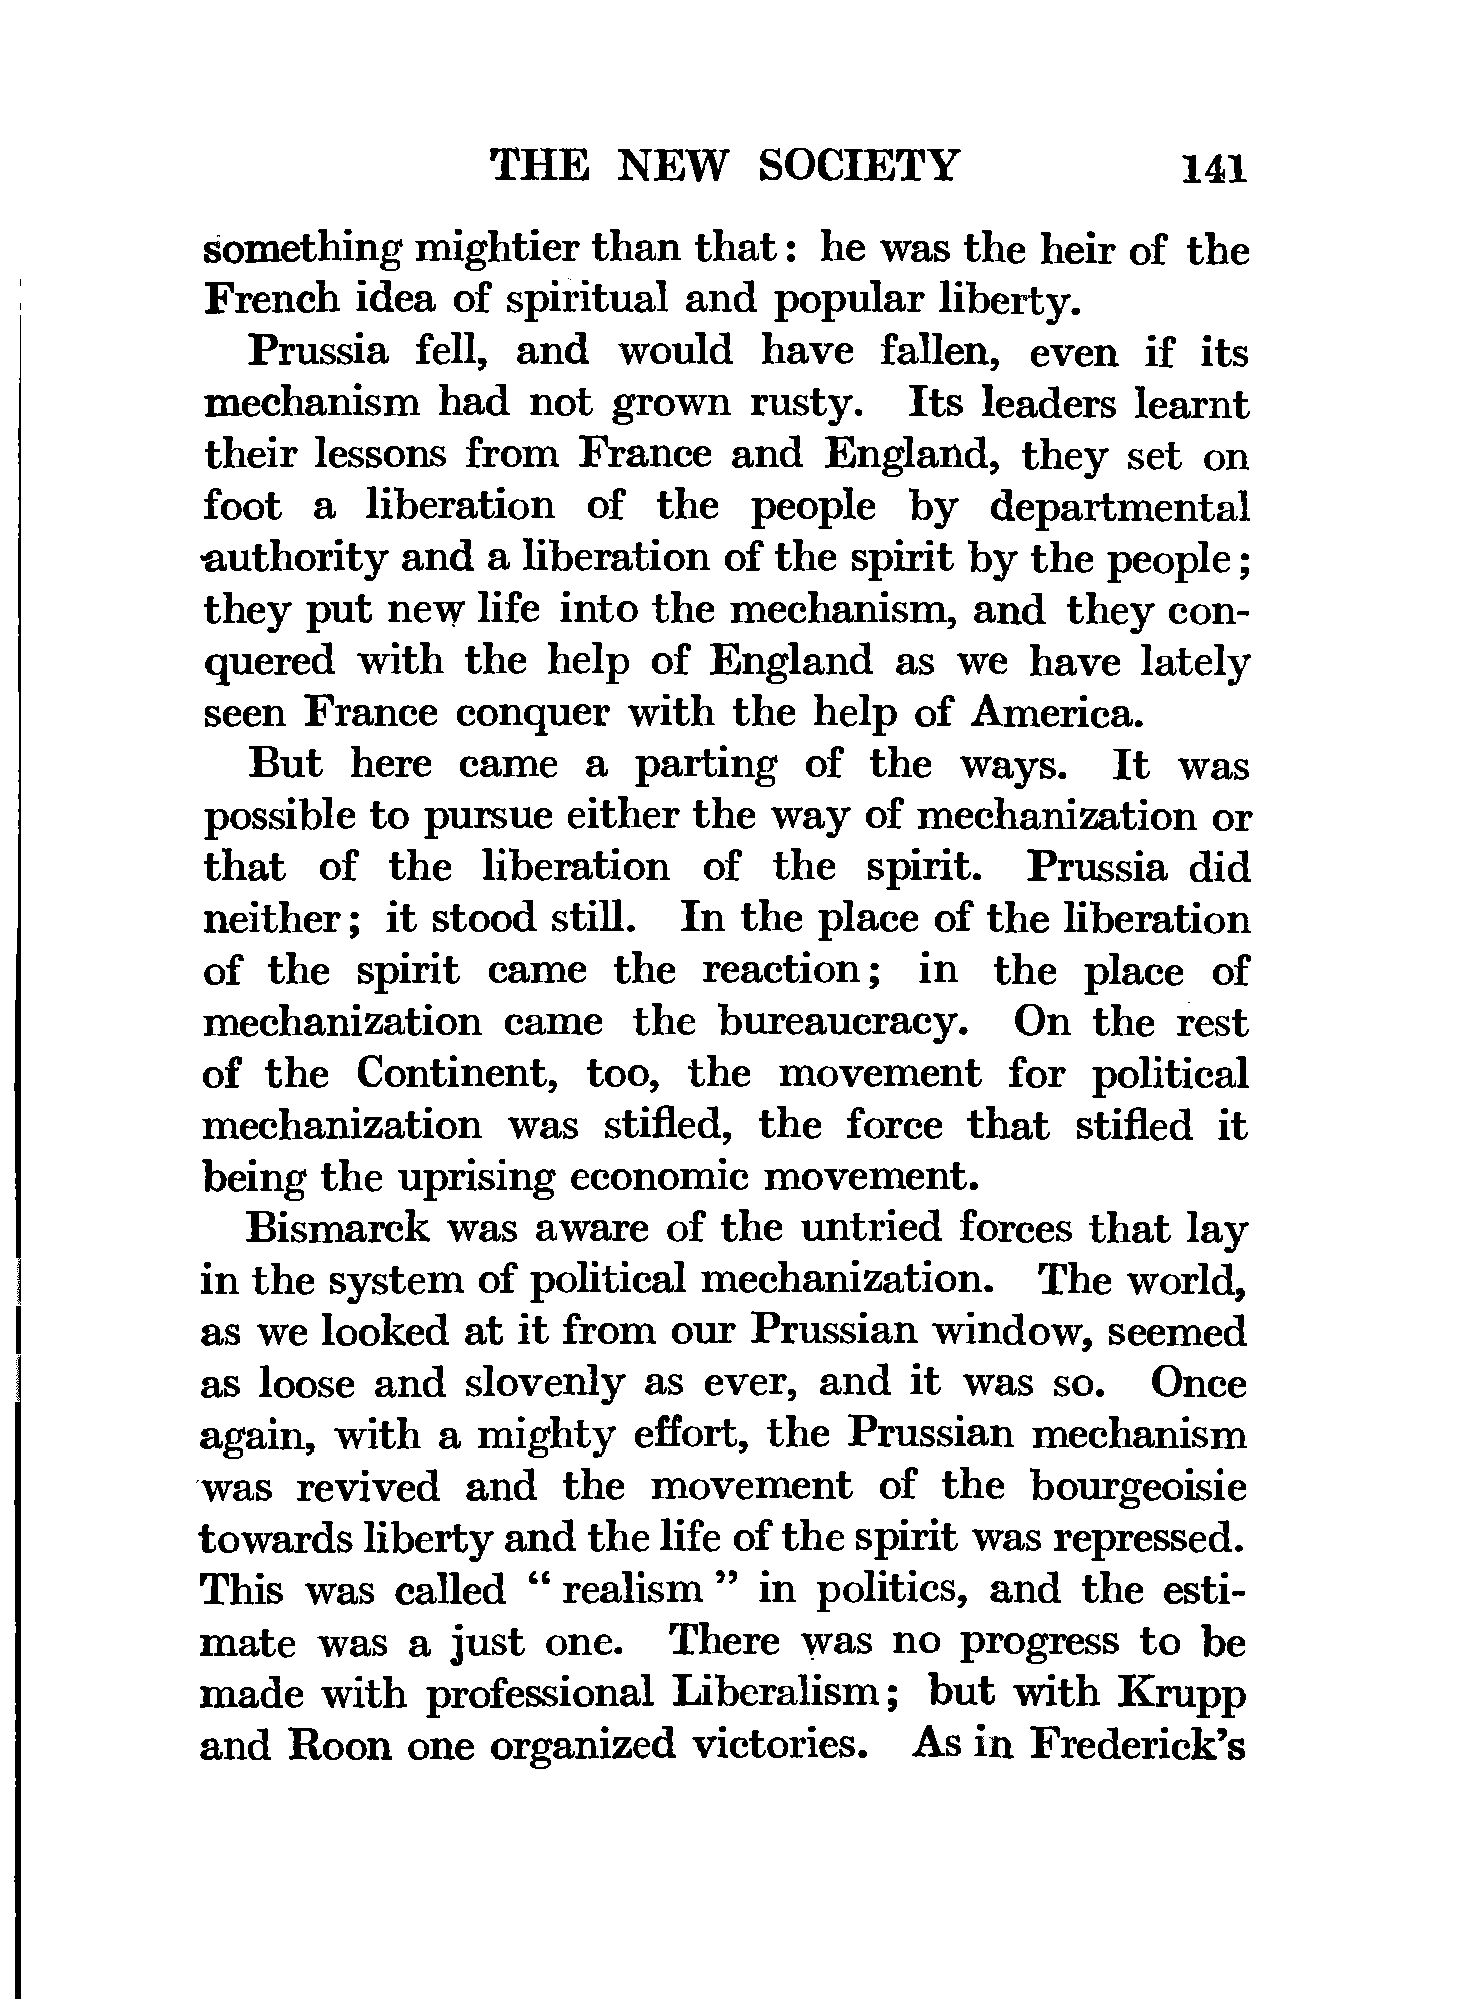 THE NEW SOCIETY 141
something mightier than that : he was the heir of the
French idea of spiritual and popular liberty.
Prussia fell, and would have fallen, even if its
mechanism had not grown rusty. Its leaders learnt
their lessons from France and England, they set on
foot a liberation of the people by departmental
authority and a liberation of the spirit by the people ;
they put new life into the mechanism, and they con-
quered with the help of England as we have lately
seen France conquer with the help of America.
But here came a parting of the ways. It was
possible to pursue either the way of mechanization or
that of the liberation of the spirit. Prussia did
neither ; it stood still. In the place of the liberation
of the spirit came the reaction ; in the place of
mechanization came the bureaucracy. On the rest
of the Continent, too, the movement for political
mechanization was stifled, the force that stifled it
being the uprising economic movement.
Bismarck was aware of the untried forces that lay
in the system of political mechanization. The world,
as we looked at it from our Prussian window, seemed
as loose and slovenly as ever, and it was so. Once
again, with a mighty effort, the Prussian mechanism
was revived and the movement of the bourgeoisie
towards liberty and the life of the spirit was repressed.
This was called “ realism ” in politics, and the esti-
mate was a just one. There was no progress to be
made with professional Liberalism ; but with Krupp
and Roon one organized victories. As in Frederick’s